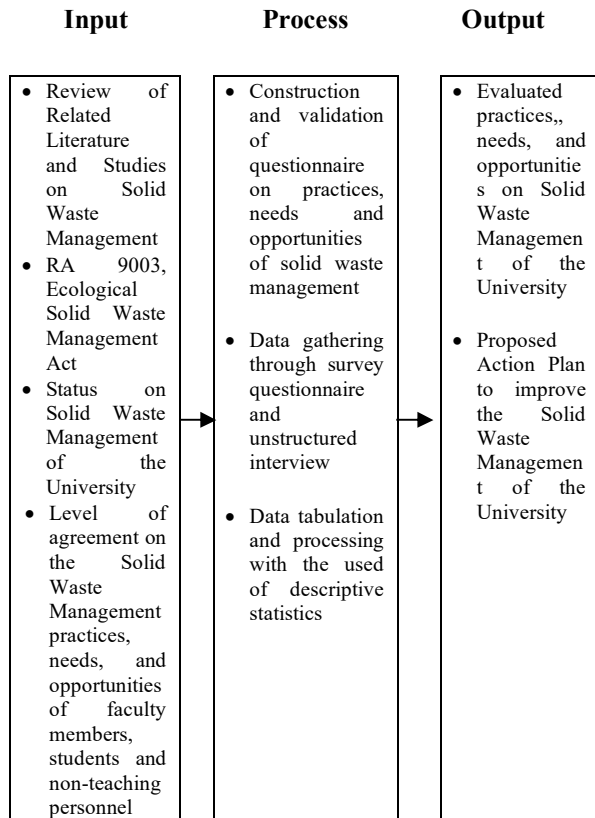 Input
Process
Output
• Review of
Related
Literature
and Studies
on Solid
Waste
Management
• RA 9003,
Ecological
Solid Waste
Management
Act
• Status on
Solid Waste
Management
of the
University
• Level of
agreement on
the Solid
Waste
Management
practices,
needs, and
opportunities
of faculty
members,
students and
non-teaching
personnel
• Construction
and validation
of
questionnaire
on practices,
needs and
opportunities
of solid waste
management
• Data gathering
through survey
questionnaire
and
unstructured
interview
• Data tabulation
and processing
with the used
of descriptive
statistics
• Evaluated
practices,,
needs, and
opportunitie
s on Solid
Waste
Managemen
t of the
University
• Proposed
Action Plan
to improve
the Solid
Waste
Managemen
t of the
University